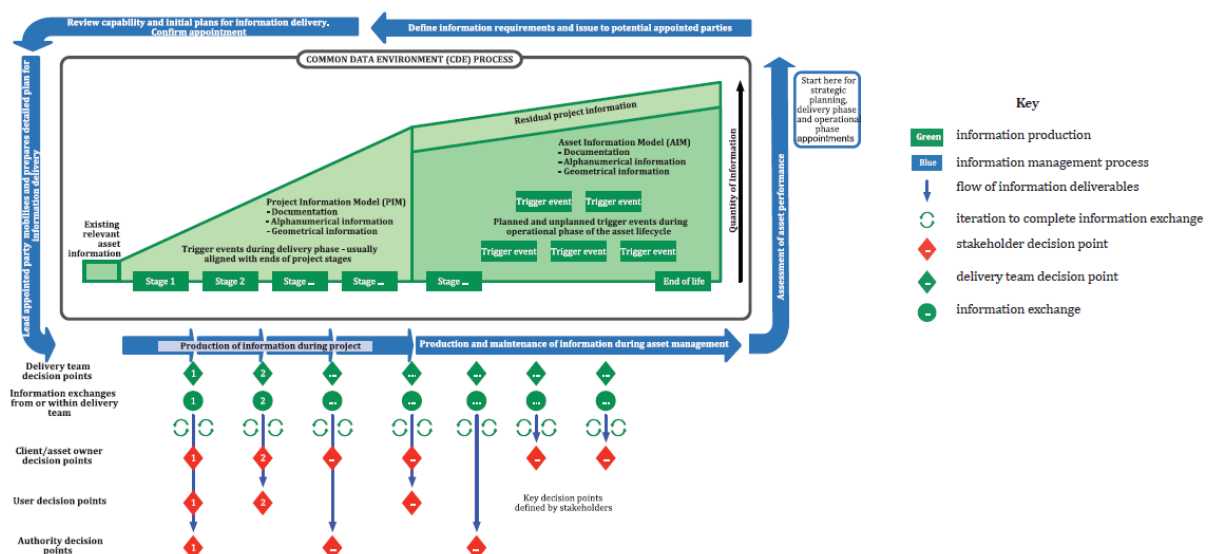 Review capability and initial plans for information delivery.
Confirm appointment
Define information requirements and issue to potential appointed parties
Lead appointed party mobilises and prepares detailed plan for
information delivery
COMMON DATA ENVIRONMENT (CDE) PROCESS
Start here for
strategic
planning,
delivery phase
and operational
phase
appointments
Assessment of asset performance
Quantity of Information
Residual project information
Asset Information Model (AIM)
- Documentation
- Alphanumerical information
- Geometrical information
Trigger event
Trigger event
Project Information Model (PIM)
- Documentation
- Alphanumerical information
- Geometrical information
Planned and unplanned trigger events during
operational phase of the asset lifecycle
Existing
relevant
asset
information
Trigger events during delivery phase - usually
aligned with ends of project stages
Trigger event
Trigger event
Trigger event
Stage 1
Stage 2
Stage ...
Stage ...
Stage ...
End of life
Production of information during project
Production and maintenance of information during asset management
Delivery team
decision points
1
2
...
...
...
...
...
Information exchanges
from or within delivery
team
1
2
...
...
...
...
...
Client/asset owner
decision points
1
2
...
...
...
...
User decision points
1
2
...
Key decision points
defined by stakeholders
Authority decision
points
1
...
...
Key
Green
information production
Blue
information management process
flow of information deliverables
iteration to complete information exchange
...
stakeholder decision point
...
delivery team decision point
...
information exchange